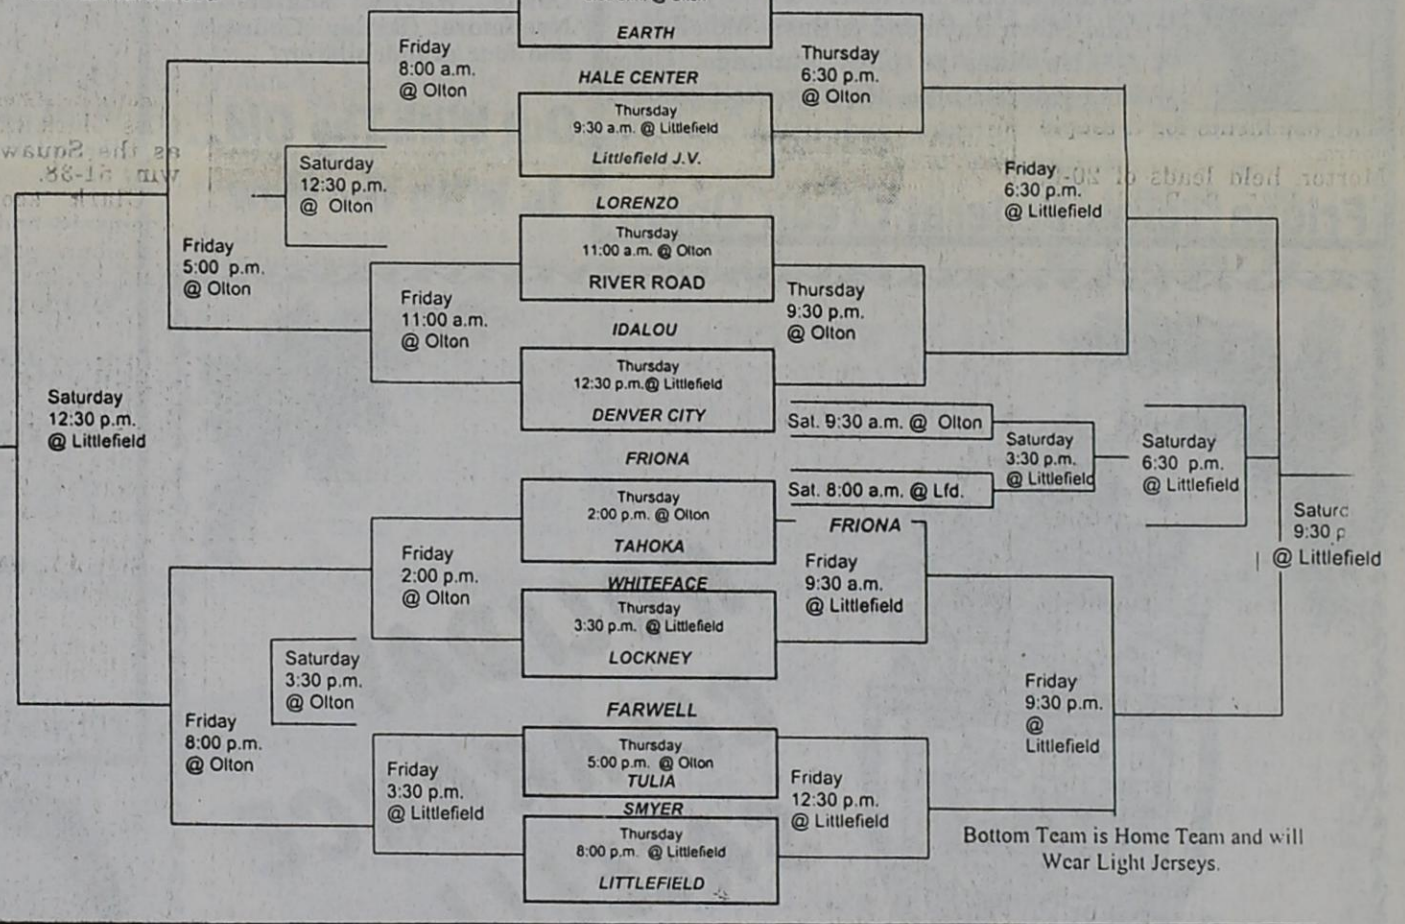 EARTH
Friday
8:00 a.m.
@ Olton
Thursday
6:30 p.m.
@ Olton
HALE CENTER
Thursday
9:30 a.m. @ Littlefield
Littlefield J.V.
Saturday
12:30 p.m.
@ Olton
Friday
6:30 p.m.
@ Littlefield
LORENZO
Thursday
11:00 a.m. @ Olton
RIVER ROAD
Friday
5:00 p.m.
@ Olton
Friday
11:00 a.m.
@ Olton
Thursday
9:30 p.m.
@ Olton
IDALOU
Thursday
12:30 p.m.@ Littlefield
DENVER CITY
Saturday
12:30 p.m.
@ Littlefield
Sat. 9:30 a.m. @ Olton
Saturday
3:30 p.m.
@ Littlefield
Saturday
6:30 p.m.
@ Littlefield
Sat. 8:00 a.m. @ Lfd.
FRIONA
Thursday
2:00 p.m. @ Olton
TAHOKA
FRIONA
Saturc
9:30 p
@ Littlefield
Friday
2:00 p.m.
@ Olton
Friday
9:30 a.m.
@ Littlefield
WHITEFACE
Thursday
3:30 p.m. @ Littlefield
LOCKNEY
Saturday
3:30 p.m.
@ Olton
Friday
9:30 p.m.
@
Littlefield
FARWELL
Thursday
5:00 p.m. @ Olton
TULIA
Friday
8:00 p.m.
@ Olton
Friday
3:30 p.m.
@ Littlefield
Friday
12:30 p.m.
@ Littlefield
SMYER
Thursday
8:00 p.m. @ Littlefield
LITTLEFIELD
Bottom Team is Home Team and will
Wear Light Jerseys.